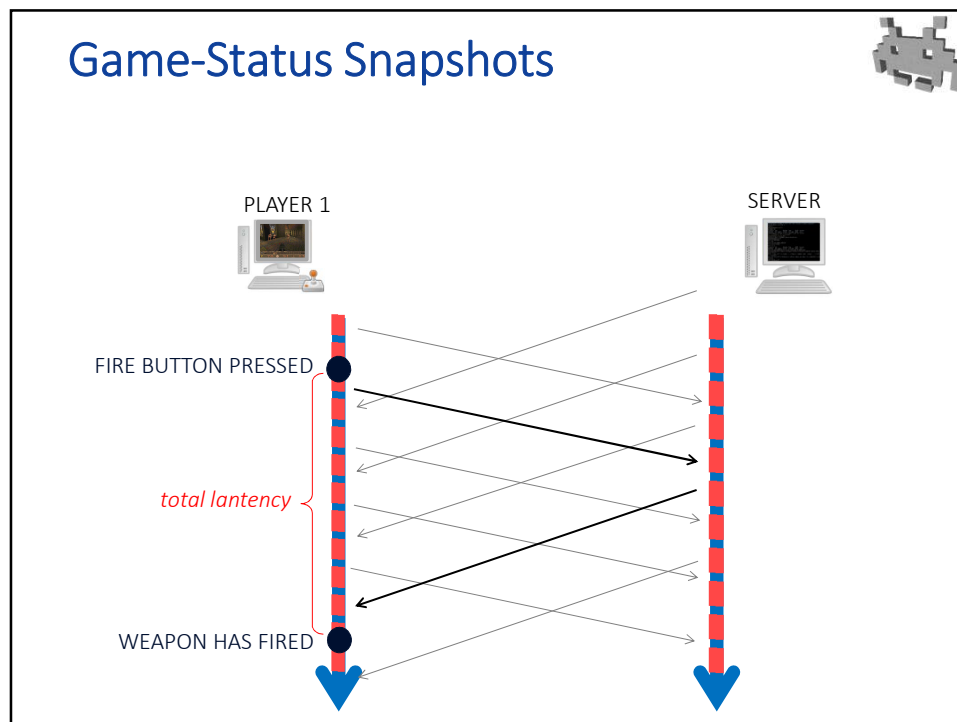 Game-Status Snapshots
PLAYER 1
SERVER
FIRE BUTTON PRESSED
total lantency
WEAPON HAS FIRED